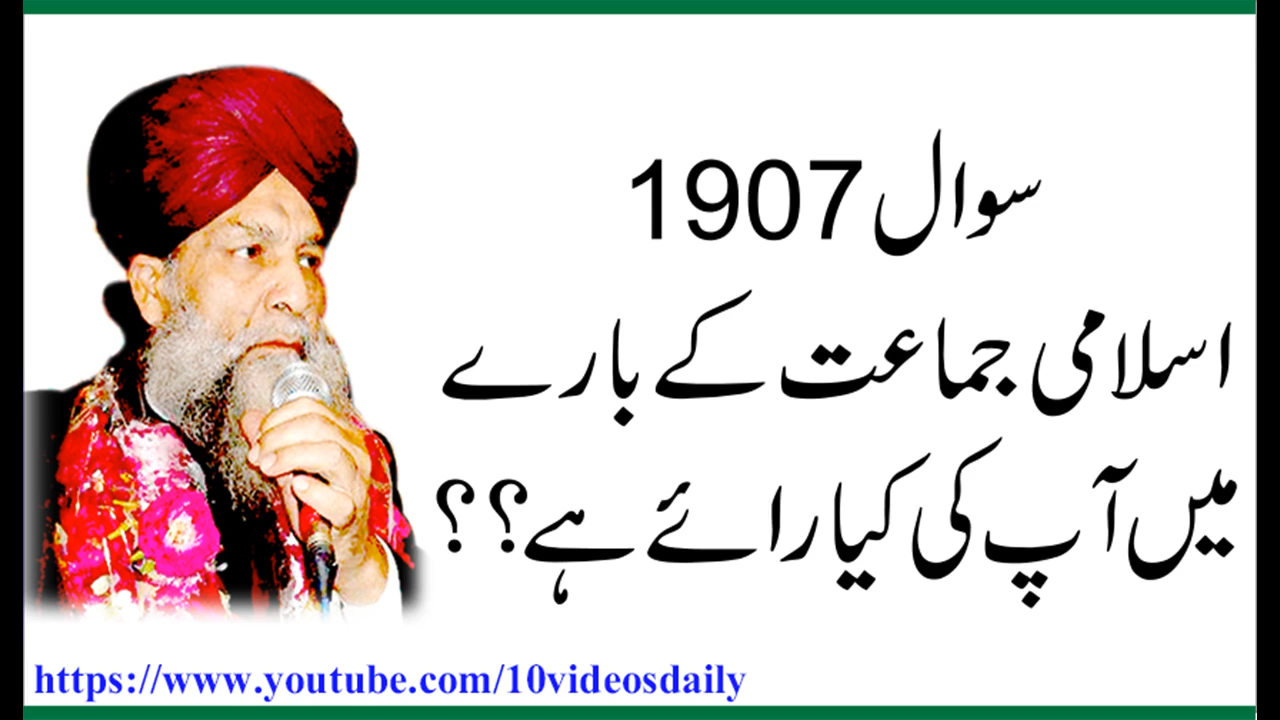 سوال 1907
اسلامی جماعت کے بارے
میں آپ کی کیا رائے ہے؟؟
https://www.youtube.com/10videosdaily